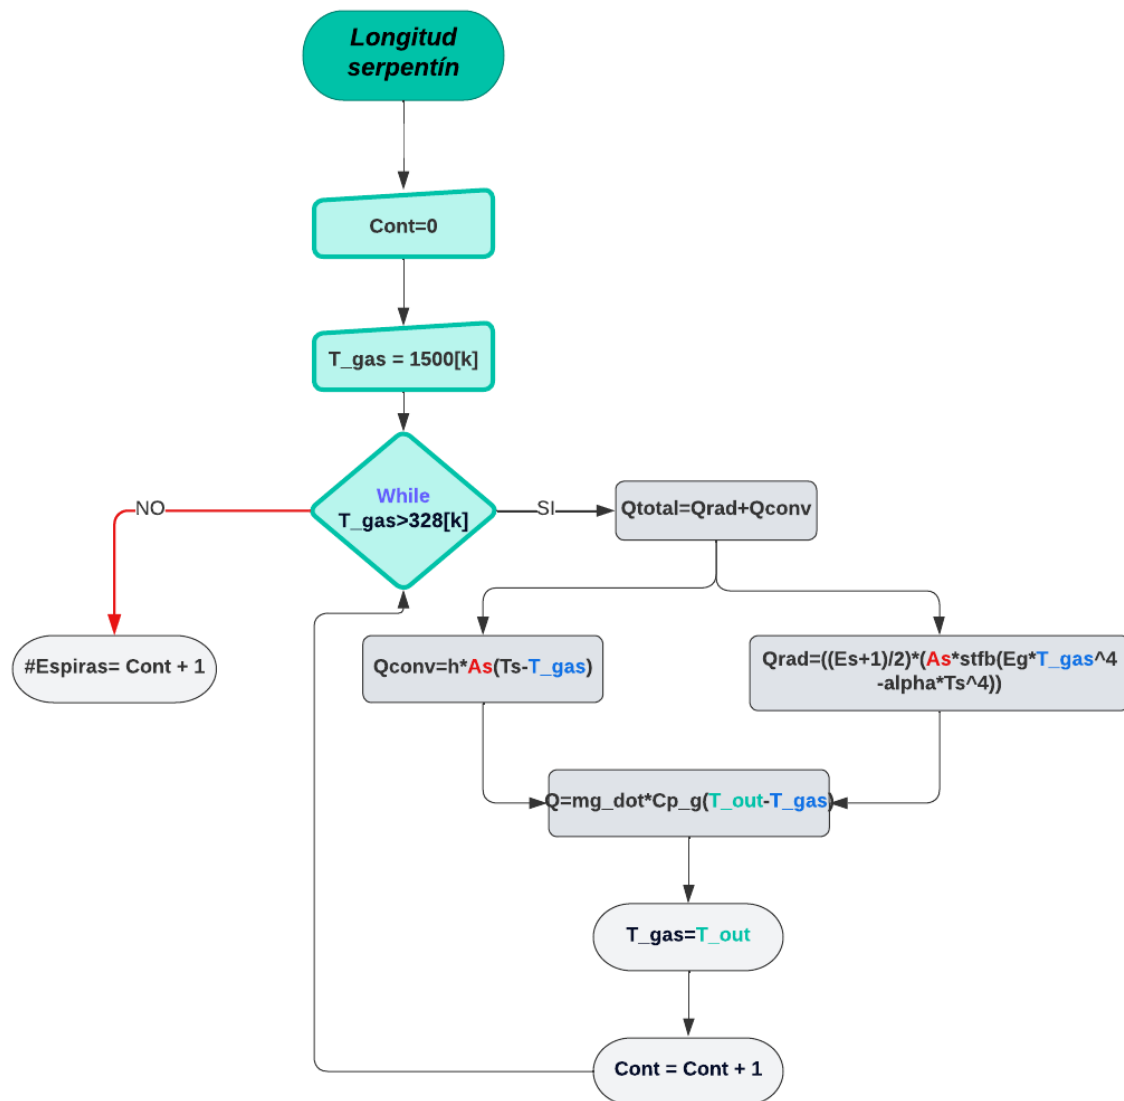 Longitud
serpentín
Cont=0
T_gas = 1500[k]
While
T_gas>328[k]
NO
SI
Qtotal=Qrad+Qconv
#Espiras= Cont + 1
Qconv=h*As(Ts-T_gas)
Qrad=((Es+1)/2)*(As*stfb(Eg*T_gas^4
-alpha*Ts^4))
Q=mg_dot*Cp_g(T_out-T_gas)
T_gas=T_out
Cont = Cont + 1